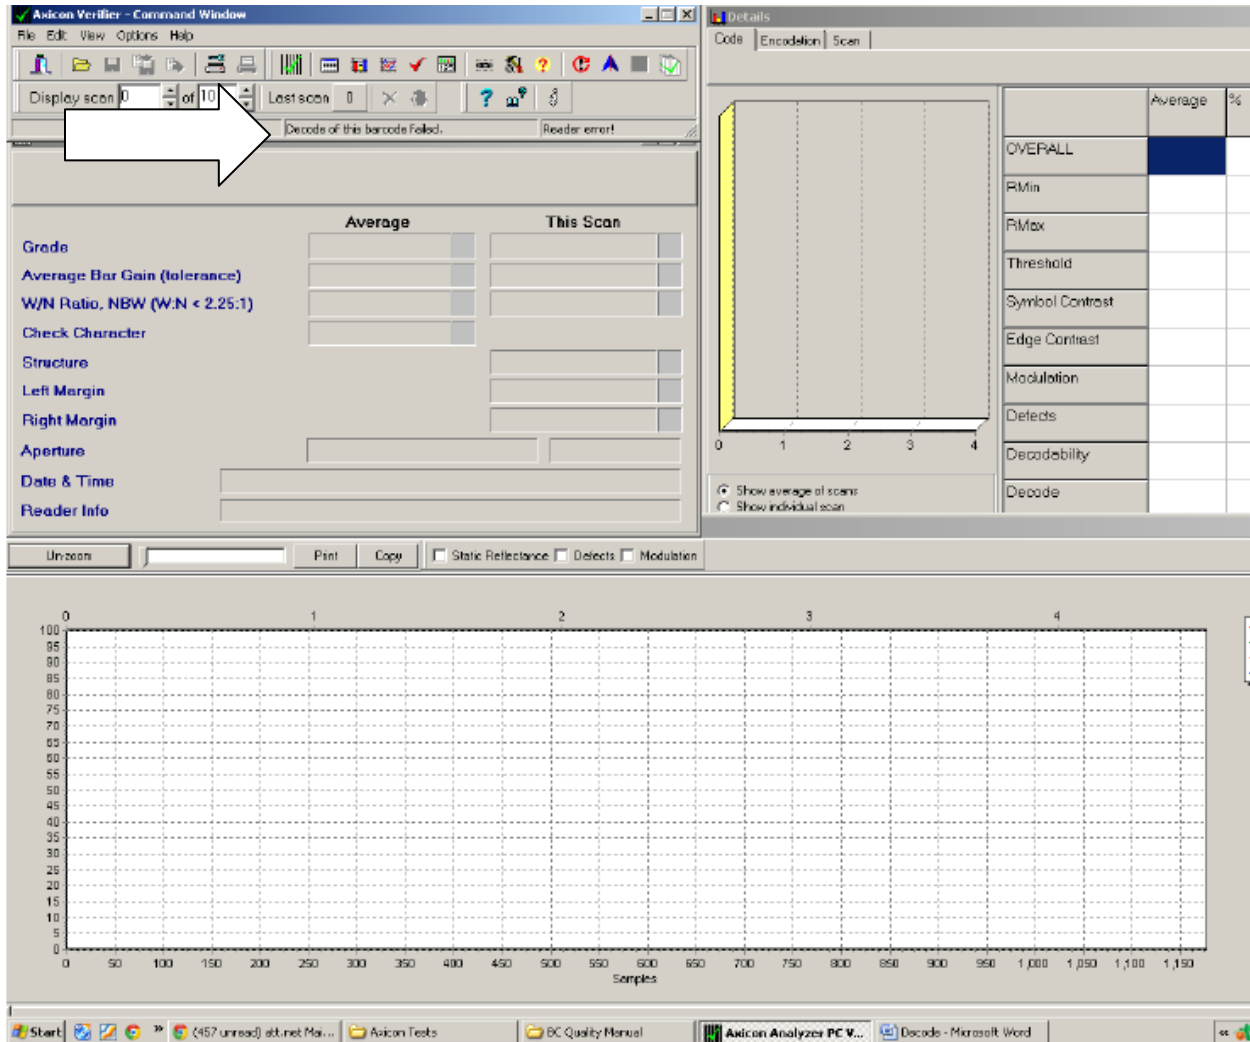 Axicon Verifier - Command Window
File Edit View Options Help
Display scan 0 of 10 Last scan 0
Decode of this barcode Failed. Reader error!
Average This Scan
Grade
Average Bar Gain (tolerance)
W/N Ratio, NBW (W:N < 2.25:1)
Check Character
Structure
Left Margin
Right Margin
Aperture
Date & Time
Reader Info
Details
Code Encodation Scan
0 1 2 3 4
Show average of scans
Show individual scan
Average %
OVERALL
RMin
RMax
Threshold
Symbol Contrast
Edge Contrast
Modulation
Defects
Decodability
Decode
Un-zoom Print Copy Static Reflectance Defects Modulation
0 1 2 3 4
100
95
90
85
80
75
70
65
60
55
50
45
40
35
30
25
20
15
10
5
0
0 50 100 150 200 250 300 350 400 450 500 550 600 650 700 750 800 850 900 950 1,000 1,050 1,100 1,150
Samples
Start » (457 unread) att.net Mai... Axicon Tests BC Quality Manual Axicon Analyzer PC V... Decode - Microsoft Word «